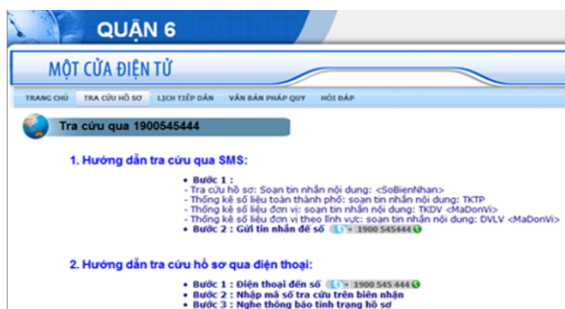 QUẬN 6
MỘT CỬA ĐIỆN TỬ
TRANG CHỦ TRA CỨU HỒ SƠ LỊCH TIẾP DÂN VĂN BẢN PHÁP QUY HỎI ĐÁP
Tra cứu qua 1900545444
1. Hướng dẫn tra cứu qua SMS:
• Bước 1 :
- Tra cứu hồ sơ: Soạn tin nhắn nội dung: <SoBienNhan>
- Thống kê số liệu toàn thành phố: soạn tin nhắn nội dung: TKTP
- Thống kê số liệu đơn vị: soạn tin nhắn nội dung: TKDV <MaDonVi>
- Thống kê số liệu đơn vị theo lĩnh vực: soạn tin nhắn nội dung: DVLV <MaDonVi>
• Bước 2 : Gửi tin nhắn đế số 1900 545444
2. Hướng dẫn tra cứu hồ sơ qua điện thoại:
• Bước 1 : Điện thoại đến số 1900 545 444
• Bước 2 : Nhập mã số tra cứu trên biên nhận
• Bước 3 : Nghe thông báo tình trạng hồ sơ